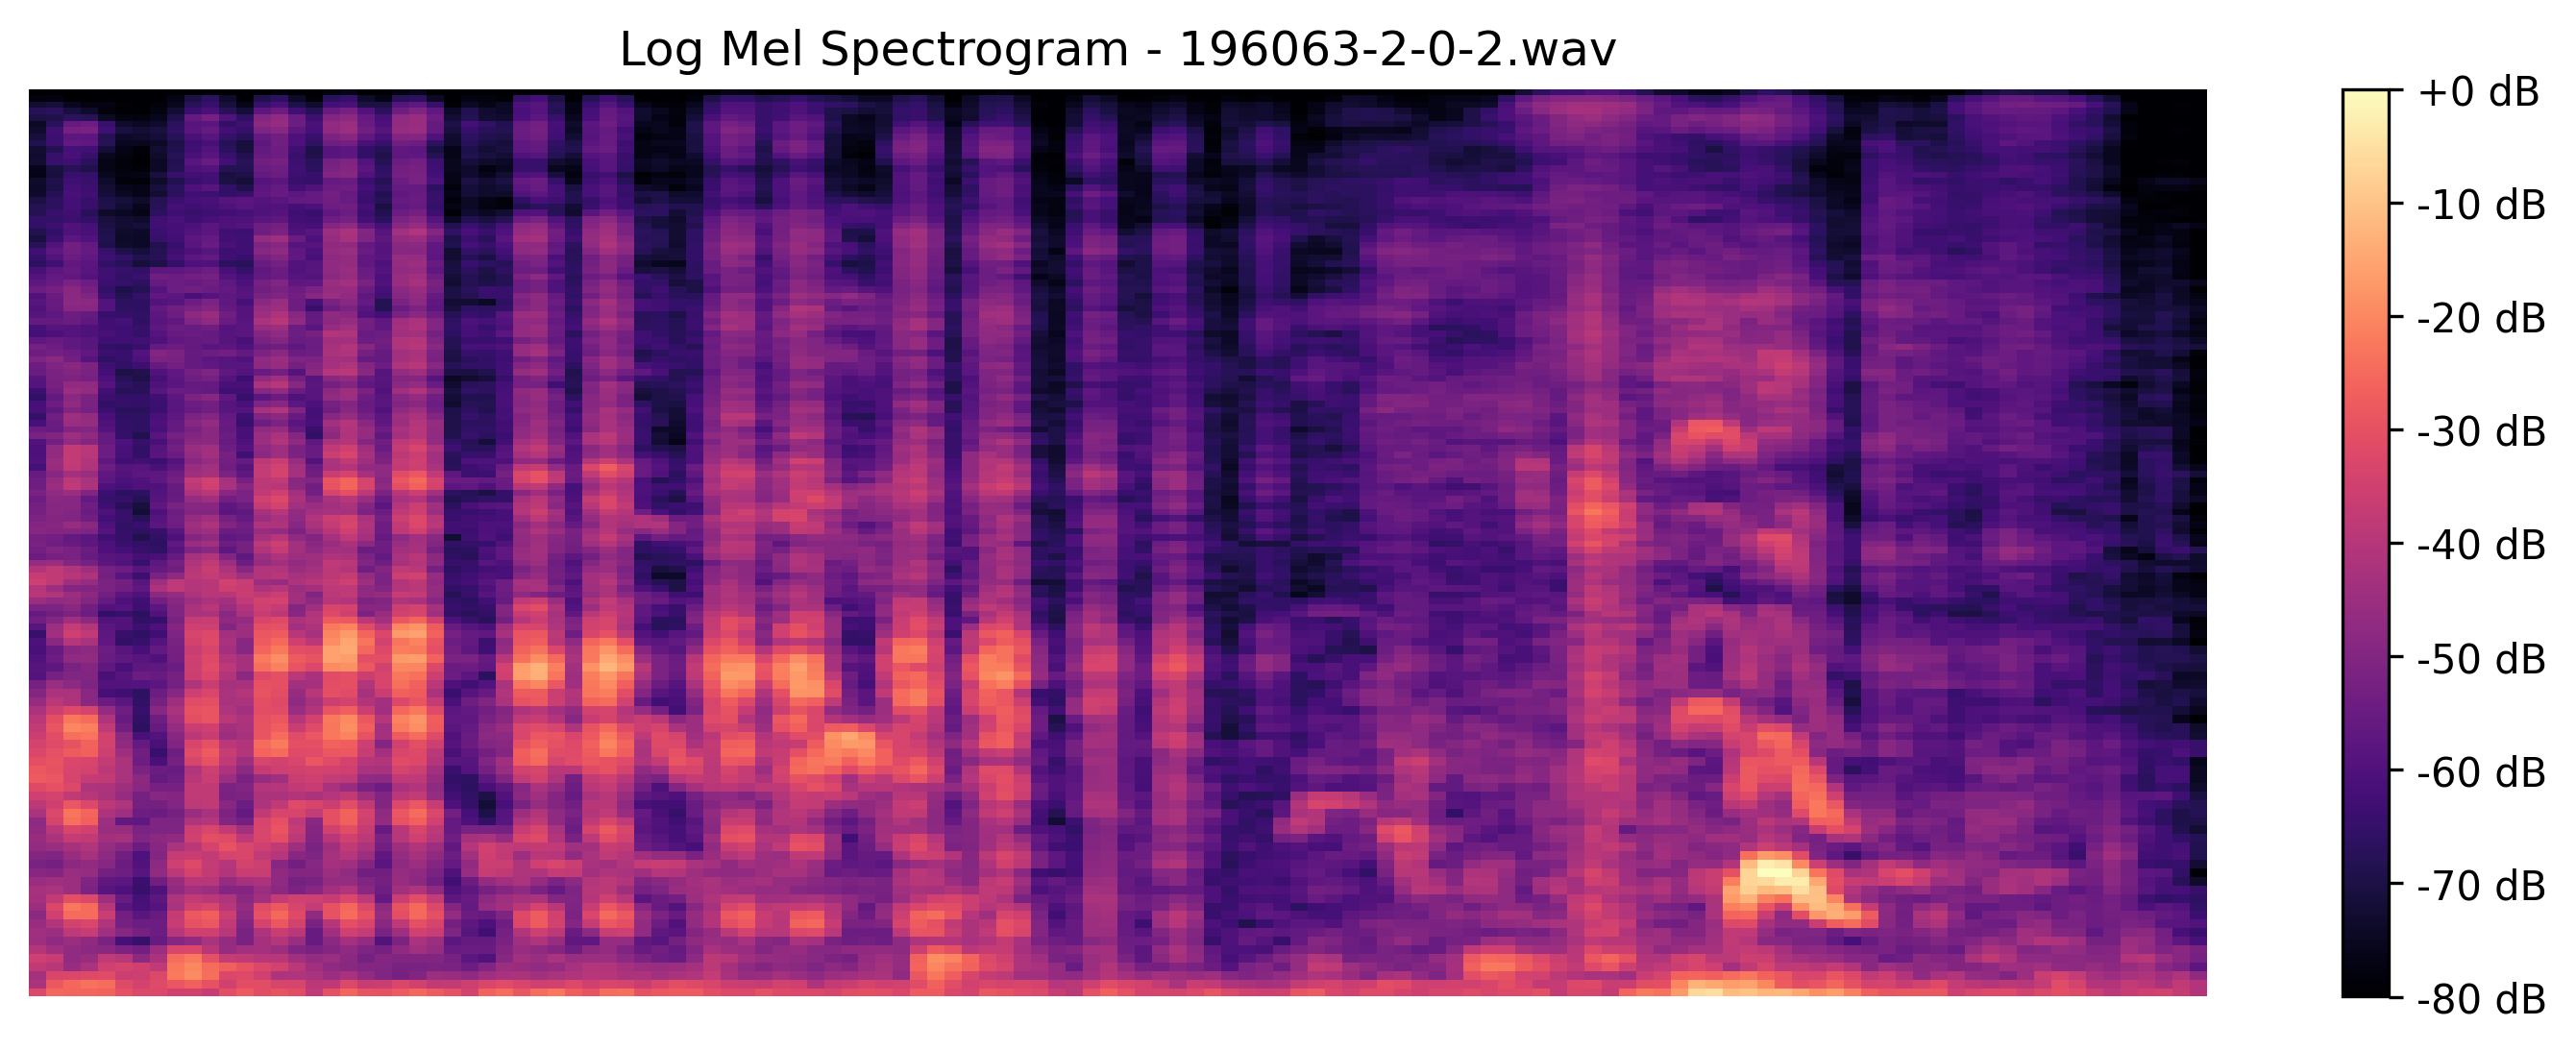 Log Mel Spectrogram - 196063-2-0-2.wav
+0 dB
-10 dB
-20 dB
-30 dB
-40 dB
-50 dB
-60 dB
-70 dB
-80 dB